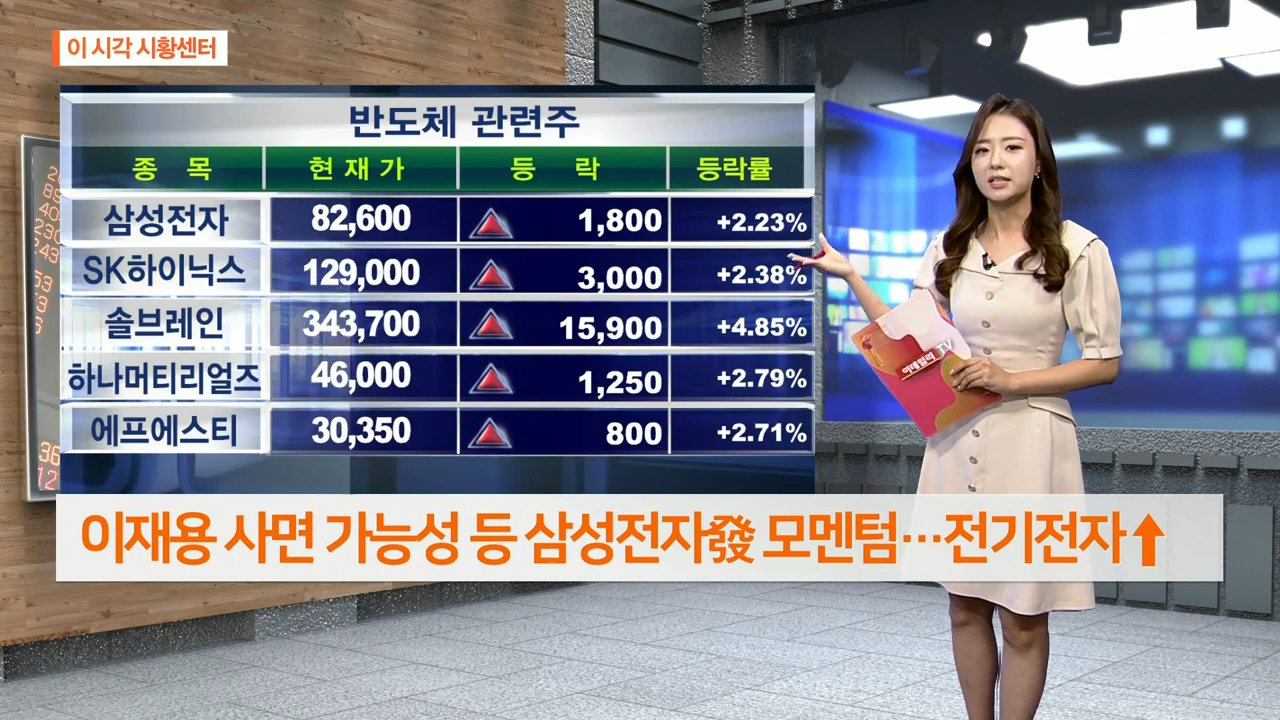 이 시각 시황센터
반도체 관련주
종 목 현 재 가 등 락 등락률
삼성전자 82,600 ▲ 1,800 +2.23%
SK하이닉스 129,000 ▲ 3,000 +2.38%
솔브레인 343,700 ▲ 15,900 +4.85%
하나머티리얼즈 46,000 ▲ 1,250 +2.79%
에프에스티 30,350 ▲ 800 +2.71%
이데일리 TV
이재용 사면 가능성 등 삼성전자發 모멘텀…전기전자↑